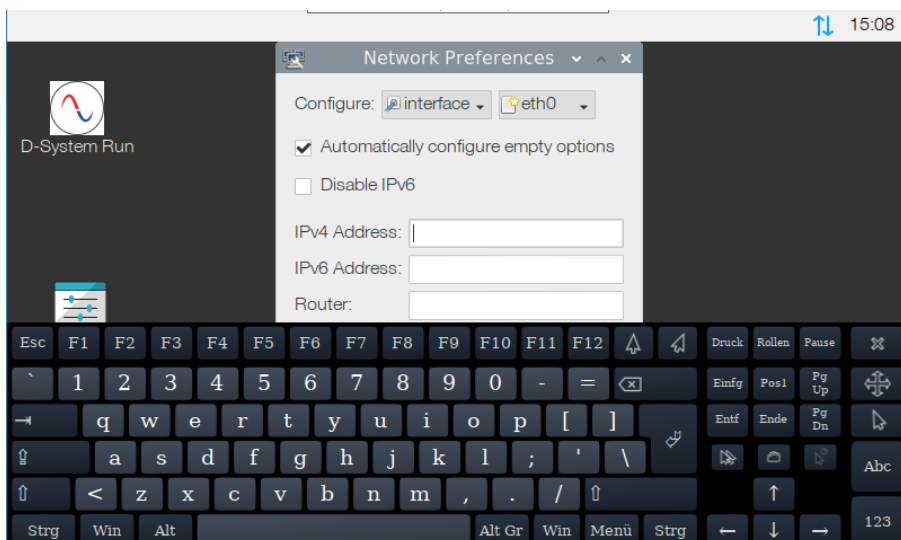 15:08
Network Preferences
Configure: interface eth0
D-System Run
Automatically configure empty options
Disable IPv6
IPv4 Address:
IPv6 Address:
Router:
Esc F1 F2 F3 F4 F5 F6 F7 F8 F9 F10 F11 F12 Druck Rollen Pause
` 1 2 3 4 5 6 7 8 9 0 - = Einfg Pos1 Pg Up
q w e r t y u i o p [ ] Entf Ende Pg Dn
a s d f g h j k l ; ' \ Abc
< z x c v b n m , . /
Strg Win Alt Alt Gr Win Menü Strg 123